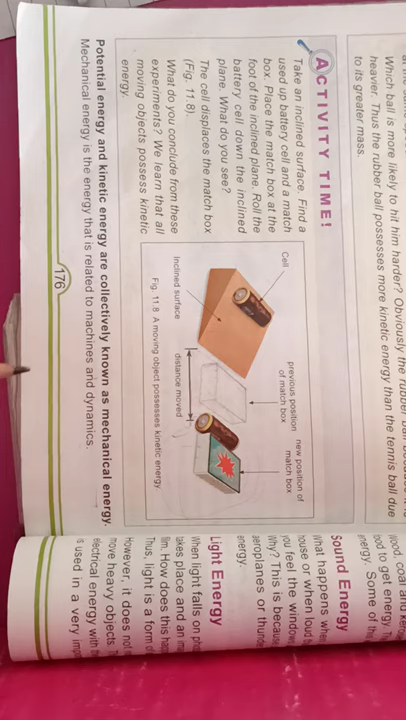 Which ball is more likely to hit him harder? Obviously the rubber
heavier. Thus the rubber ball possesses more kinetic energy than the tennis ball due
to its greater mass.
ACTIVITY TIME!
Take an inclined surface. Find a
used up battery cell and a match
box. Place the match box at the
foot of the inclined plane. Roll the
battery cell down the inclined
plane. What do you see?
The cell displaces the match box
(Fig. 11.8).
What do you conclude from these
experiments? We learn that all
moving objects possess kinetic
energy.
Cell
previous position
of match box
new position of
match box
Inclined surface
distance moved
Fig. 11.8 A moving object possesses kinetic energy
Potential energy and kinetic energy are collectively known as mechanical energy.
Mechanical energy is the energy that is related to machines and dynamics.
176
wood, coal and
to get energy.
energy. Some of
Sound Energy
What happens
house or when loud
you feel the window
Why? This is because
aeroplanes or
energy.
Light Energy
When light falls on
takes place and an
film. How does this
Thus, light is a form
However, it does not
move heavy objects.
electrical energy with
is used in a very